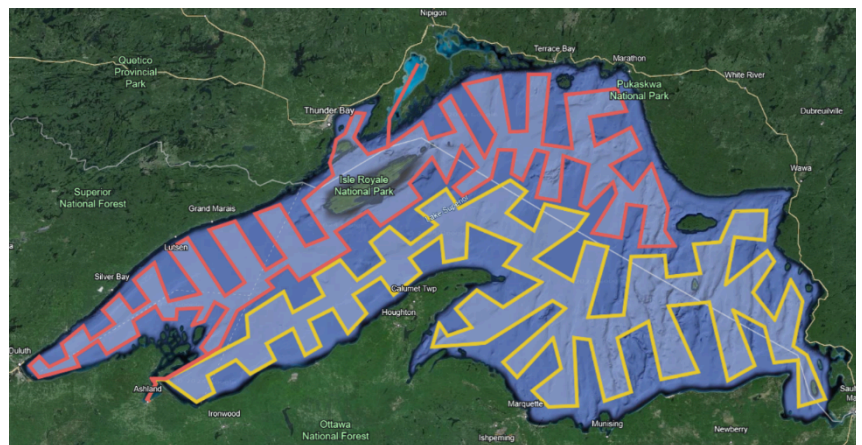 Nipigon
Terrace Bay
Marathon
Quetico
Provincial
Park
White River
Pukaskwa
National Park
Dubreuilville
Thunder Bay
Wawa
Isle Royale
National Park
Superior
National Forest
Grand Marais
Lutsen
Silver Bay
Calumet Twp
Houghton
Duluth
Ashland
Ironwood
Marquette
Sault
Munising
Newberry
Ottawa
National Forest
Ishpeming